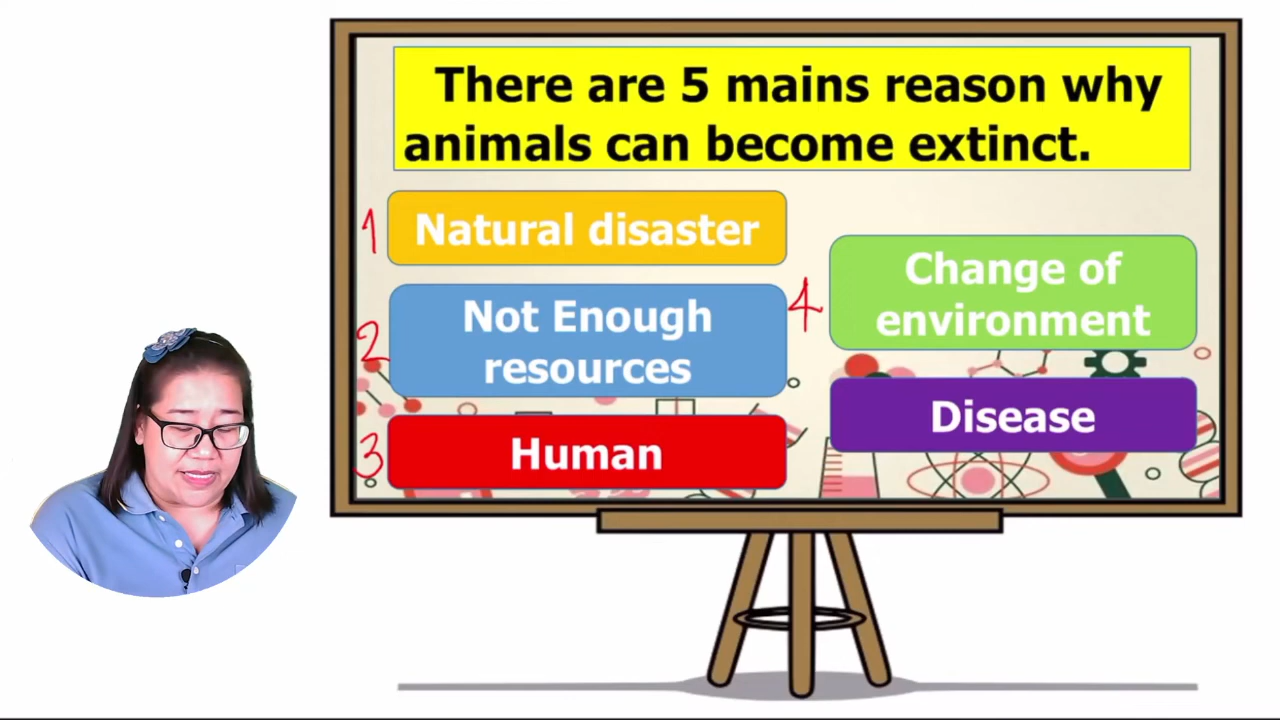 There are 5 mains reason why
animals can become extinct.
1 Natural disaster
2 Not Enough
resources
3 Human
4 Change of
environment
Disease